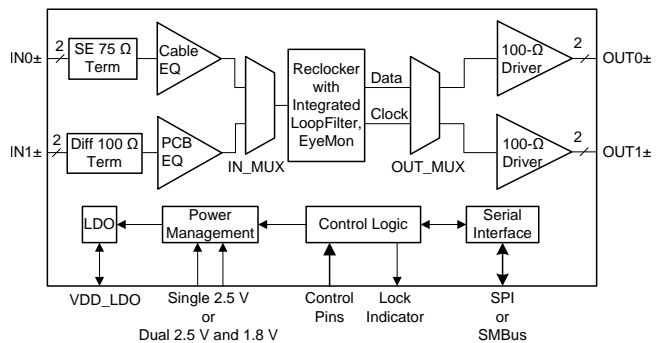 IN0±
2
SE 75 Ω
Term
Cable
EQ
IN1±
2
Diff 100 Ω
Term
PCB
EQ
IN_MUX
Reclocker
with
Integrated
LoopFilter,
EyeMon
Data
Clock
OUT_MUX
100-Ω
Driver
2
OUT0±
100-Ω
Driver
2
OUT1±
LDO
Power
Management
Control Logic
Serial
Interface
VDD_LDO
Single 2.5 V
or
Dual 2.5 V and 1.8 V
Control
Pins
Lock
Indicator
SPI
or
SMBus